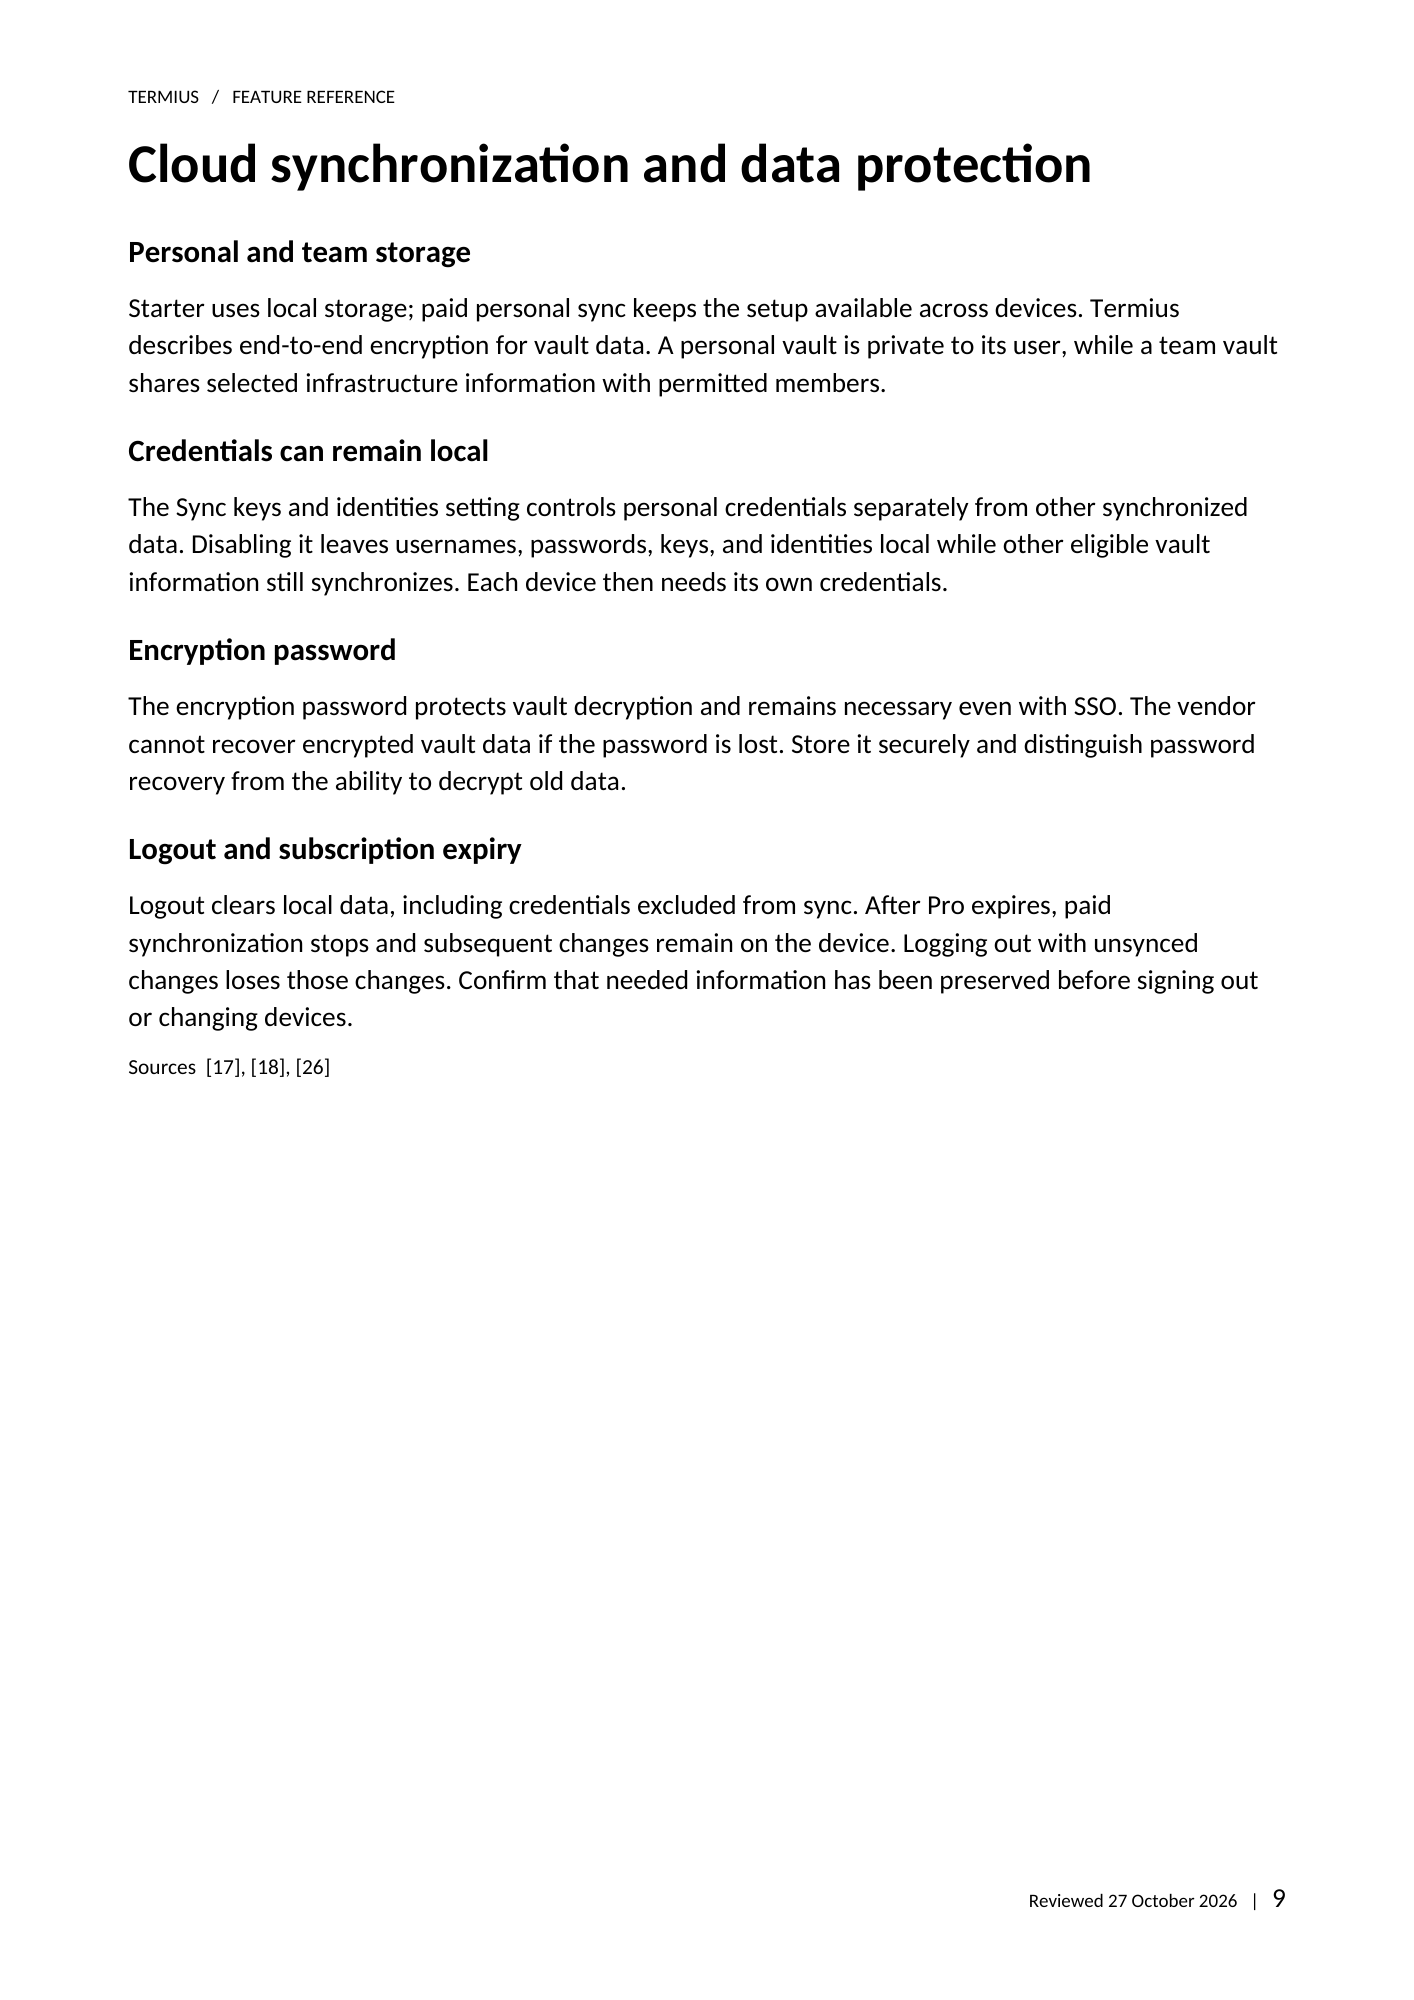 TERMIUS / FEATURE REFERENCE
Cloud synchronization and data protection
Personal and team storage
Starter uses local storage; paid personal sync keeps the setup available across devices. Termius
describes end-to-end encryption for vault data. A personal vault is private to its user, while a team vault
shares selected infrastructure information with permitted members.
Credentials can remain local
The Sync keys and identities setting controls personal credentials separately from other synchronized
data. Disabling it leaves usernames, passwords, keys, and identities local while other eligible vault
information still synchronizes. Each device then needs its own credentials.
Encryption password
The encryption password protects vault decryption and remains necessary even with SSO. The vendor
cannot recover encrypted vault data if the password is lost. Store it securely and distinguish password
recovery from the ability to decrypt old data.
Logout and subscription expiry
Logout clears local data, including credentials excluded from sync. After Pro expires, paid
synchronization stops and subsequent changes remain on the device. Logging out with unsynced
changes loses those changes. Confirm that needed information has been preserved before signing out
or changing devices.
Sources [17], [18], [26]
Reviewed 27 October 2026 | 9